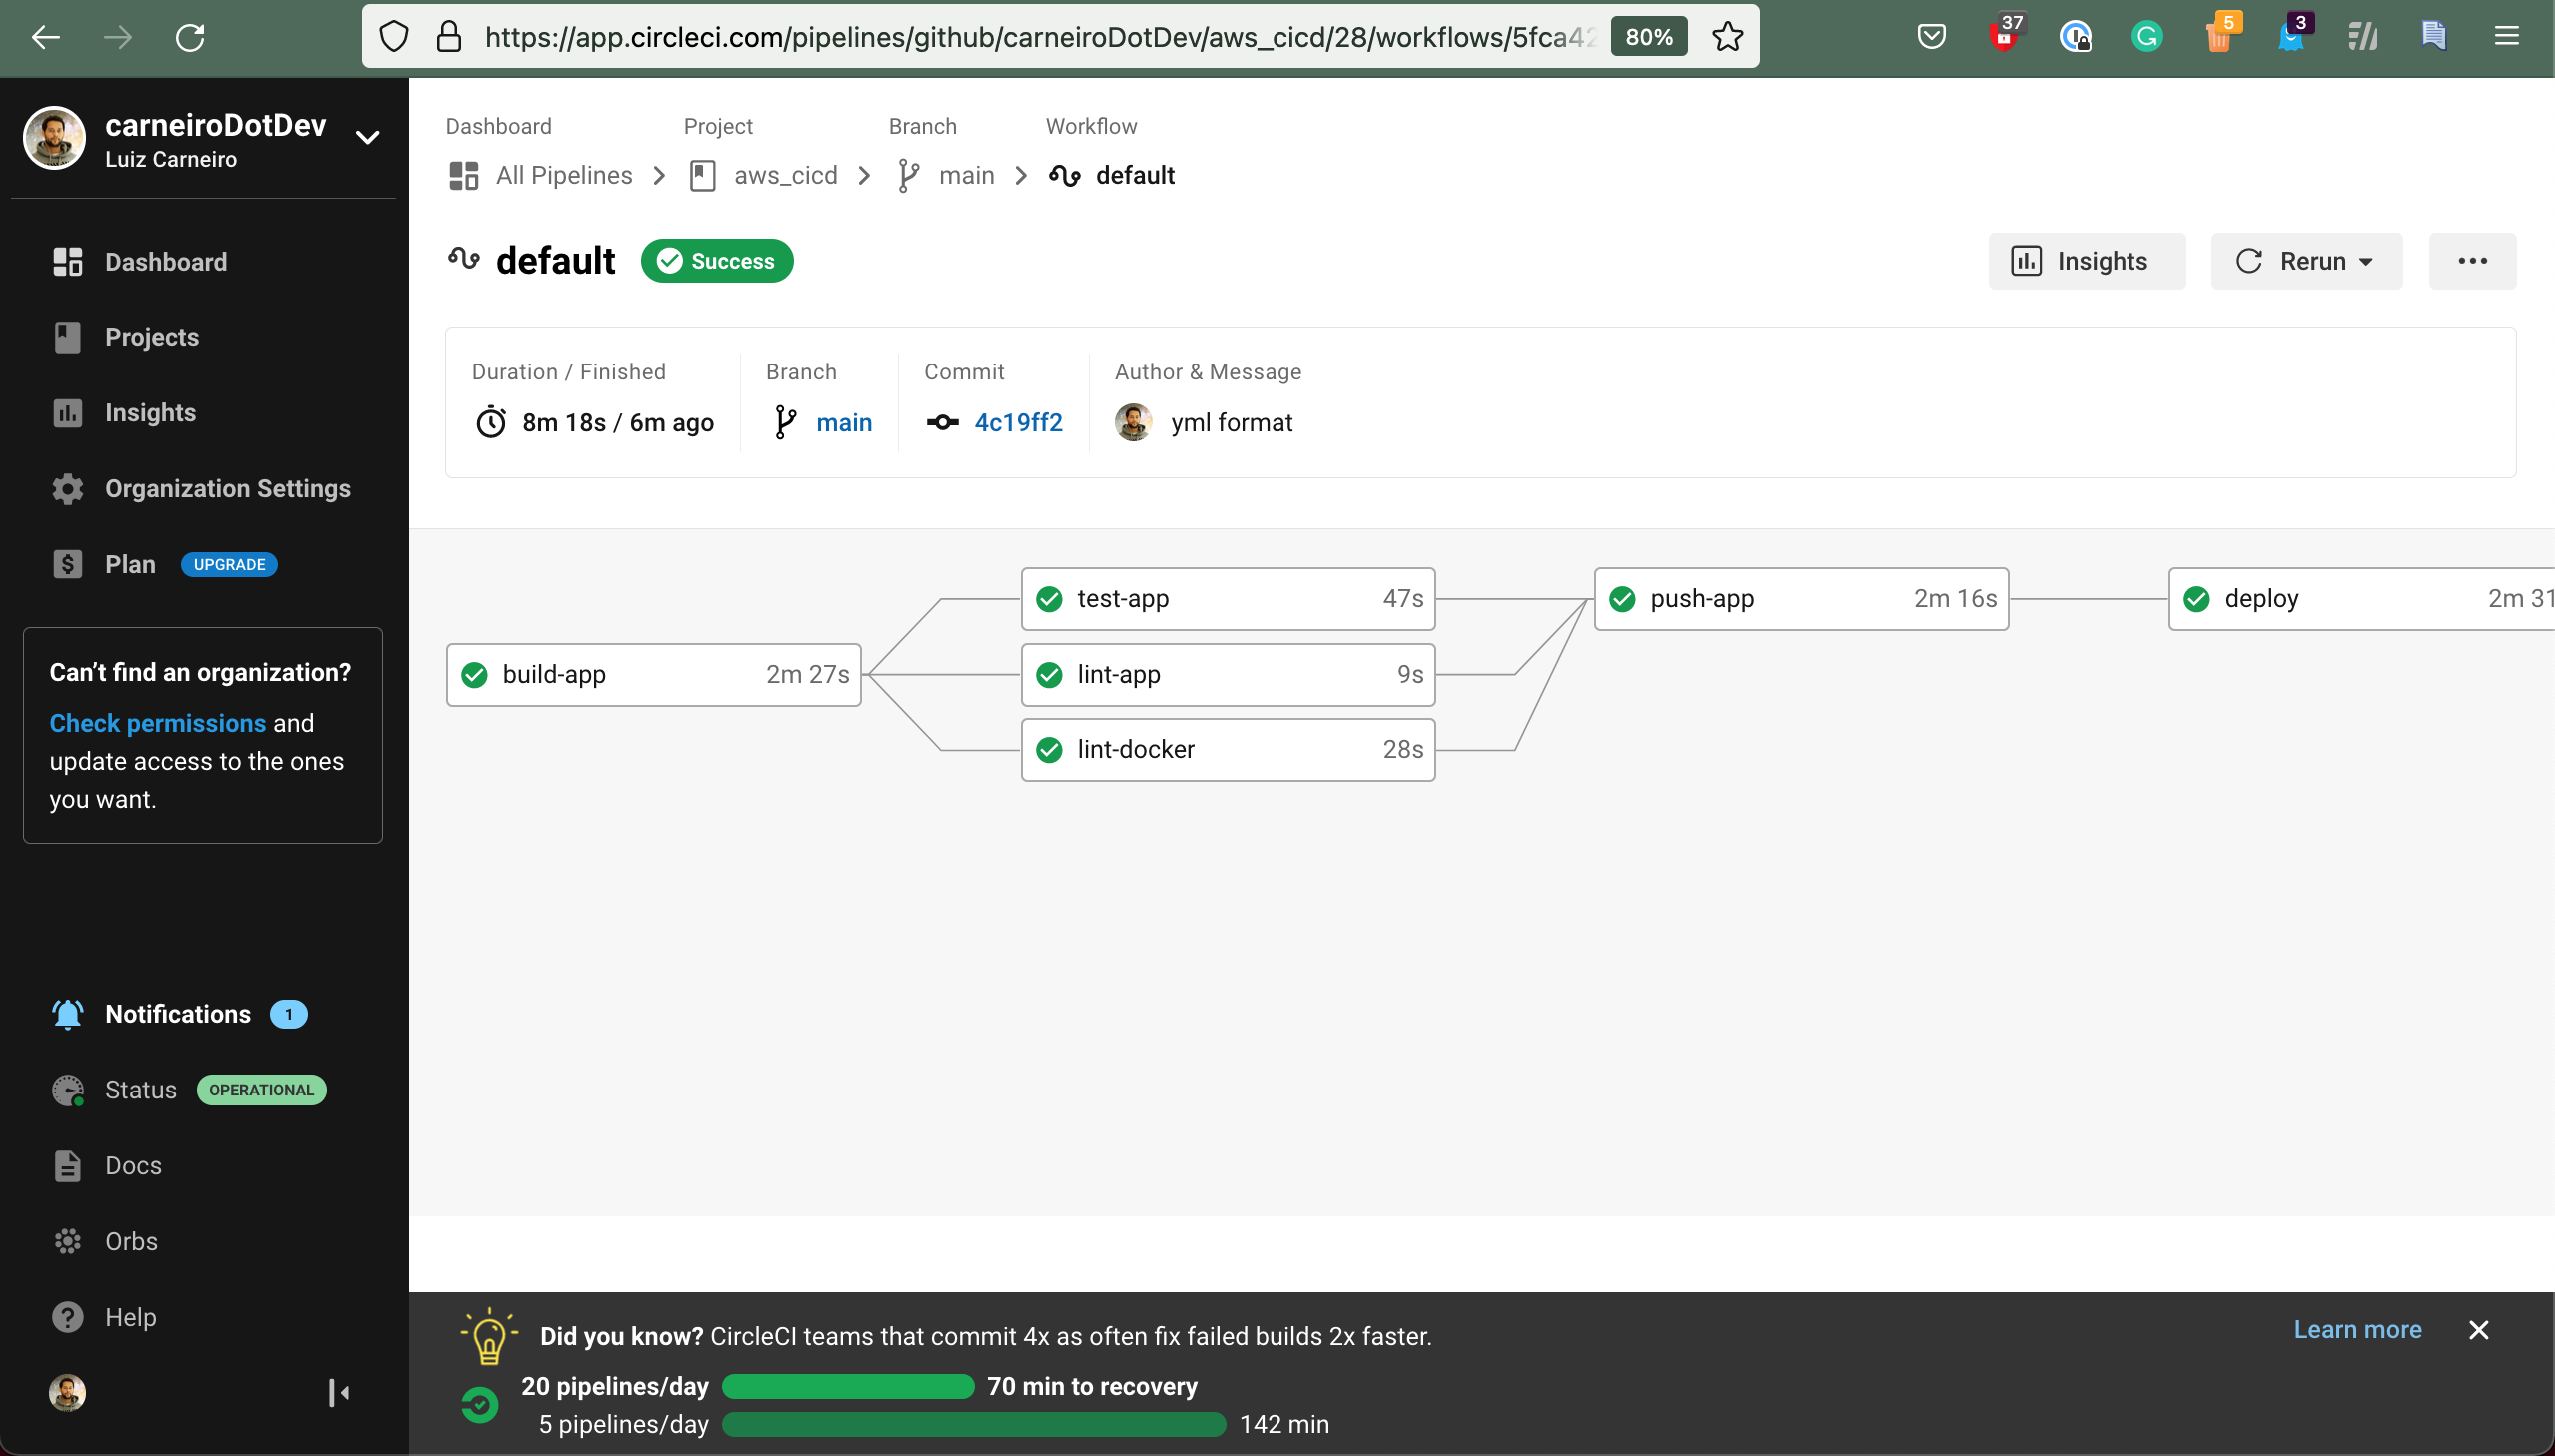 https://app.circleci.com/pipelines/github/carneiroDotDev/aws_cicd/28/workflows/5fca42
80%
37
5
3
carneiroDotDev
Luiz Carneiro
Dashboard
Projects
Insights
Organization Settings
Plan UPGRADE
Can't find an organization?
Check permissions and
update access to the ones
you want.
Notifications 1
Status OPERATIONAL
Docs
Orbs
Help
Dashboard Project Branch Workflow
All Pipelines aws_cicd main default
default Success
Insights Rerun
Duration / Finished Branch Commit Author & Message
8m 18s / 6m ago main 4c19ff2 yml format
test-app 47s push-app 2m 16s deploy 2m 31
build-app 2m 27s lint-app 9s
lint-docker 28s
Did you know? CircleCI teams that commit 4x as often fix failed builds 2x faster.
Learn more
20 pipelines/day 70 min to recovery
5 pipelines/day 142 min